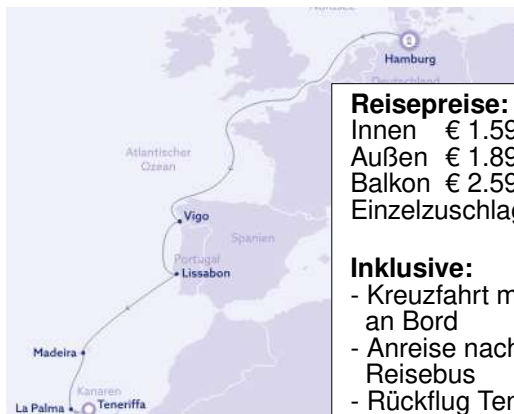 Nordsee
Hamburg
Deutschland
Atlantischer
Ozean
Vigo
Spanien
Portugal
Lissabon
Madeira
Kanaren
La Palma
Teneriffa
Reisepreise:
Innen € 1.59
Außen € 1.89
Balkon € 2.59
Einzelzuschlag
Inklusive:
- Kreuzfahrt m
an Bord
- Anreise nach
Reisebus
- Rückflug Ten